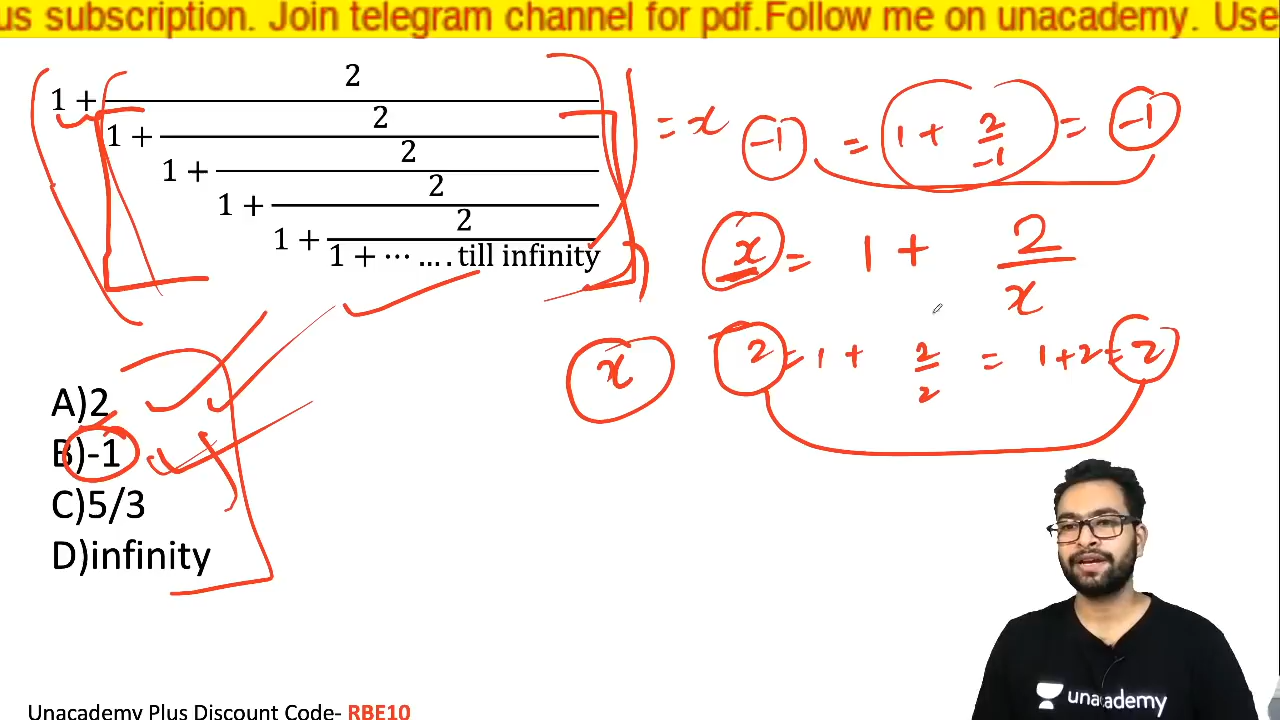 us subscription. Join telegram channel for pdf.Follow me on unacademy. Use
1 + 2
1 + 2
1 + 2
1 + 2
1 + 2
1 + ⋯ … . till infinity
= x
-1 = 1 + 2/-1 = -1
x = 1 + 2/x
x
2 = 1 + 2/2 = 1+2 = 2
A)2
B)-1
C)5/3
D)infinity
unacademy
Unacademy Plus Discount Code- RBE10